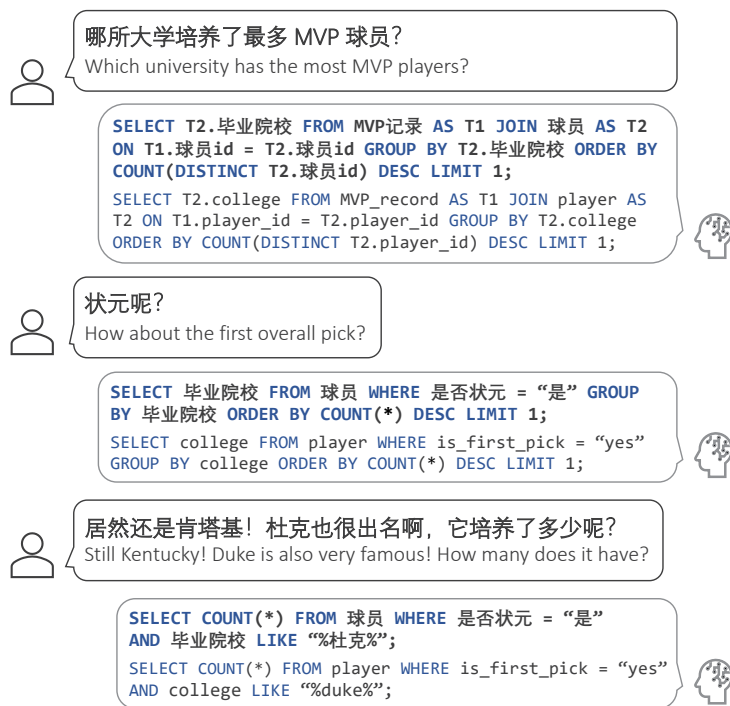 哪所大学培养了最多 MVP 球员？
Which university has the most MVP players?
SELECT T2.毕业院校 FROM MVP记录 AS T1 JOIN 球员 AS T2
ON T1.球员id = T2.球员id GROUP BY T2.毕业院校 ORDER BY
COUNT(DISTINCT T2.球员id) DESC LIMIT 1;
SELECT T2.college FROM MVP_record AS T1 JOIN player AS
T2 ON T1.player_id = T2.player_id GROUP BY T2.college
ORDER BY COUNT(DISTINCT T2.player_id) DESC LIMIT 1;
状元呢？
How about the first overall pick?
SELECT 毕业院校 FROM 球员 WHERE 是否状元 = “是” GROUP
BY 毕业院校 ORDER BY COUNT(*) DESC LIMIT 1;
SELECT college FROM player WHERE is_first_pick = “yes”
GROUP BY college ORDER BY COUNT(*) DESC LIMIT 1;
居然还是肯塔基！杜克也很出名啊，它培养了多少呢？
Still Kentucky! Duke is also very famous! How many does it have?
SELECT COUNT(*) FROM 球员 WHERE 是否状元 = “是”
AND 毕业院校 LIKE “%杜克%”;
SELECT COUNT(*) FROM player WHERE is_first_pick = “yes”
AND college LIKE “%duke%”;